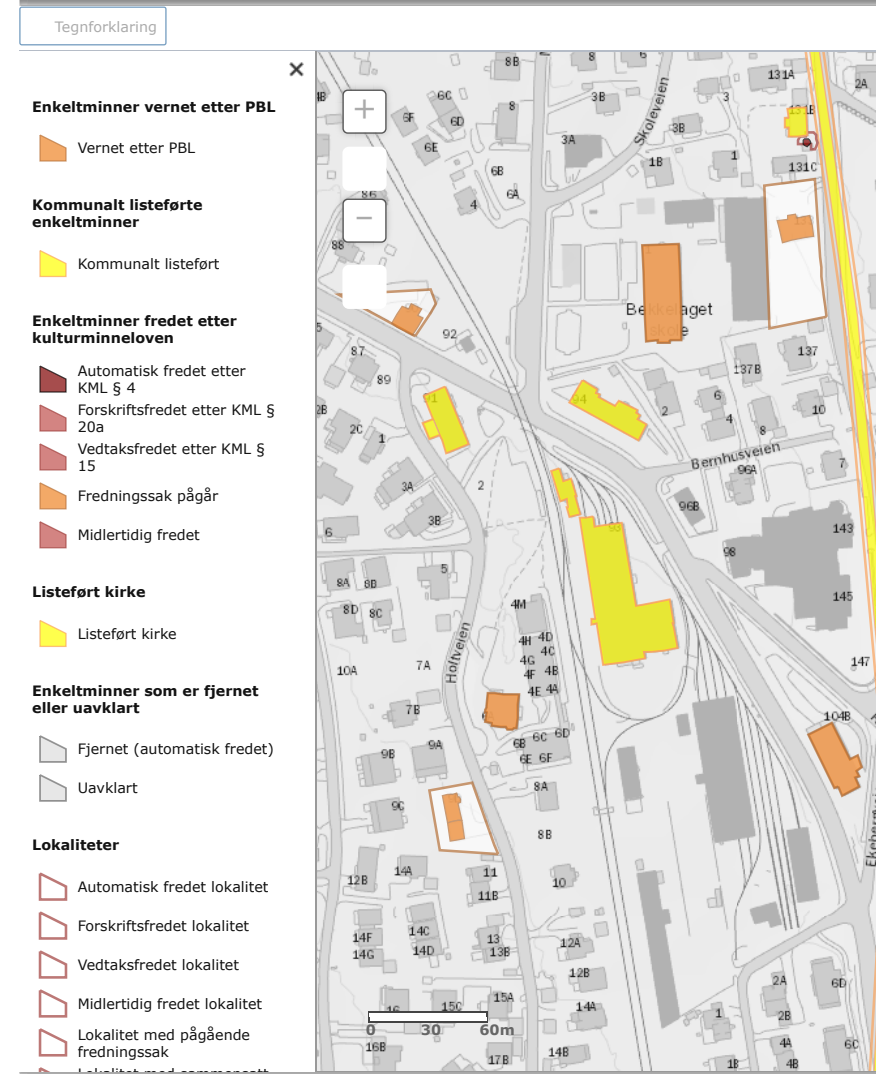 Tegnforklaring
×
Enkeltminner vernet etter PBL
Vernet etter PBL
Kommunalt listeførte
enkeltminner
Kommunalt listeført
Enkeltminner fredet etter
kulturminneloven
Automatisk fredet etter
KML § 4
Forskriftsfredet etter KML §
20a
Vedtaksfredet etter KML §
15
Fredningssak pågår
Midlertidig fredet
Listeført kirke
Listeført kirke
Enkeltminner som er fjernet
eller uavklart
Fjernet (automatisk fredet)
Uavklart
Lokaliteter
Automatisk fredet lokalitet
Forskriftsfredet lokalitet
Vedtaksfredet lokalitet
Midlertidig fredet lokalitet
Lokalitet med pågående
fredningssak
+
−
8B
8
131A
2A
6C
8
3B
3
131B
6F
6D
3A
Skoleveien
3B
6E
6B
1B
1
131C
86
6A
4
88
1
Bekkelaget
skole
92
87
137
137B
89
91
94
6
2
10
4
2B
2C
1
8
Bernhusveien
96A
7
3A
2
96B
3B
6
93
143
98
5
8A
8B
145
8D
8C
4M
Holtveien
4H
4D
4C
10A
7A
4G
4B
147
4F
4E
4A
7B
104B
6C
6D
6B
9B
9A
6E
6F
8A
9C
8B
12B
14A
11
10
11B
14F
14C
13
12A
14G
14D
13B
12B
2A
6D
16
15C
15A
14A
1
2B
0
30
60m
4A
6C
16B
17B
14B
1B
4B